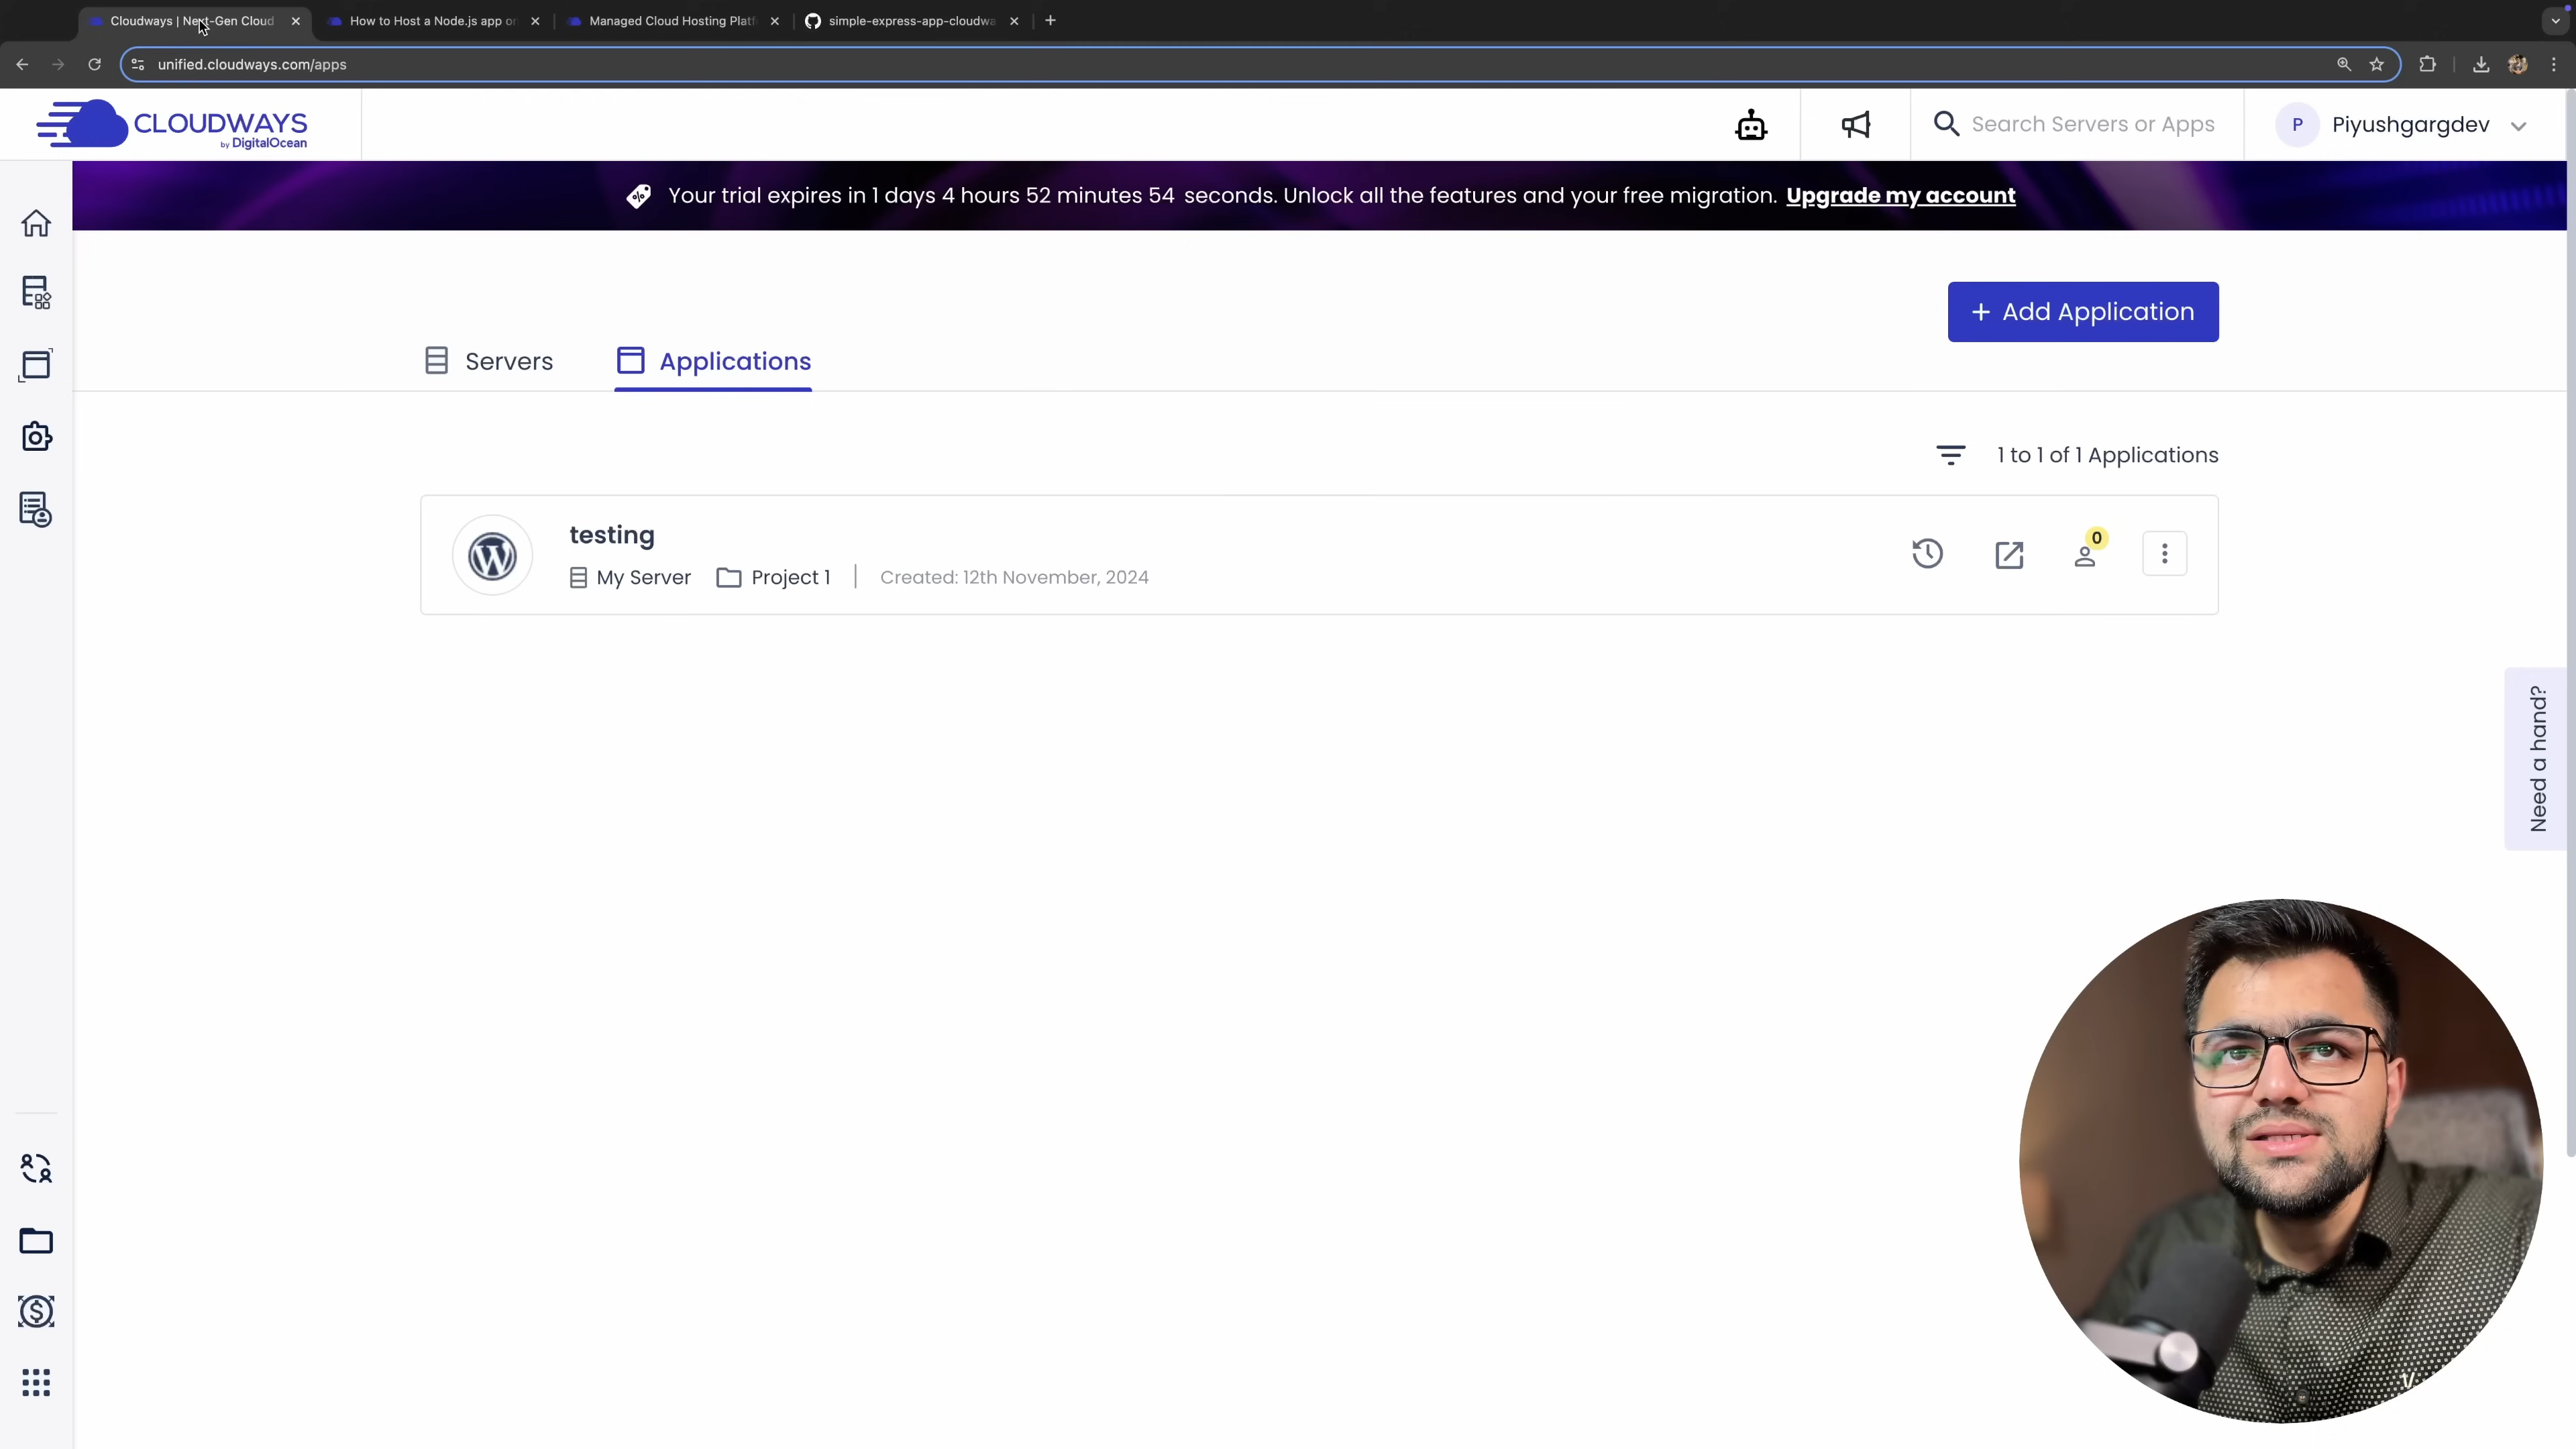 Cloudways | Next-Gen Cloud
How to Host a Node.js app on
Managed Cloud Hosting Platf
simple-express-app-cloudwa
unified.cloudways.com/apps
CLOUDWAYS
by DigitalOcean
Search Servers or Apps
P
Piyushgargdev
Your trial expires in 1 days 4 hours 52 minutes 54 seconds. Unlock all the features and your free migration. Upgrade my account
+ Add Application
Servers
Applications
1 to 1 of 1 Applications
testing
My Server
Project 1
Created: 12th November, 2024
0
Need a hand?